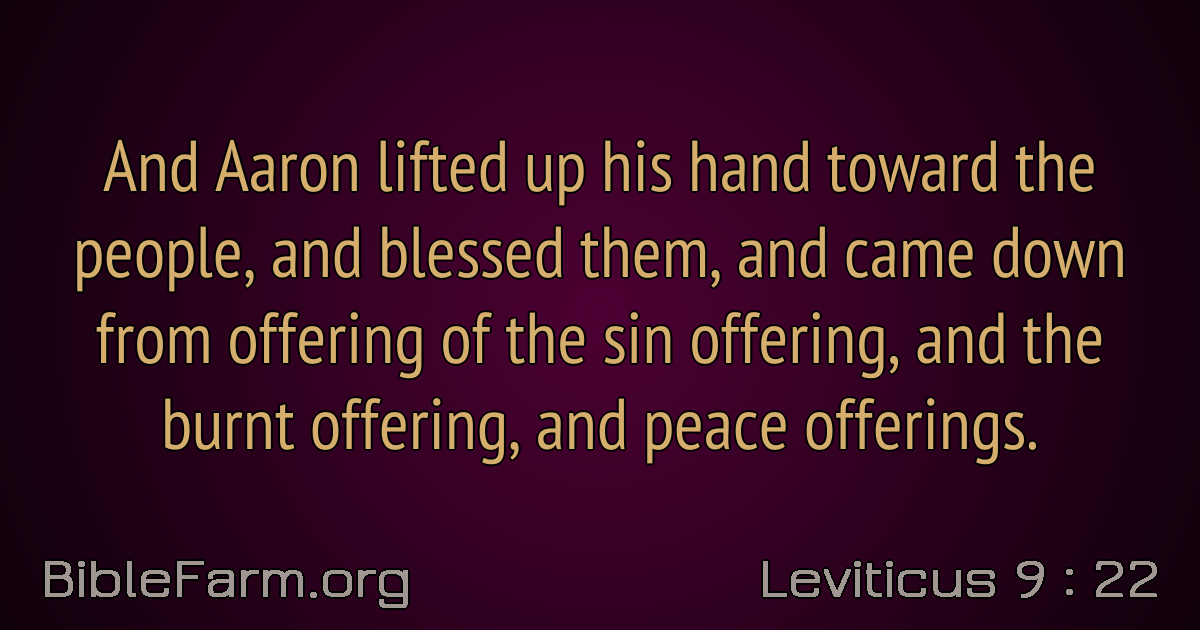 And Aaron lifted up his hand toward the
people, and blessed them, and came down
from offering of the sin offering, and the
burnt offering, and peace offerings.
BibleFarm.org
Leviticus 9 : 22